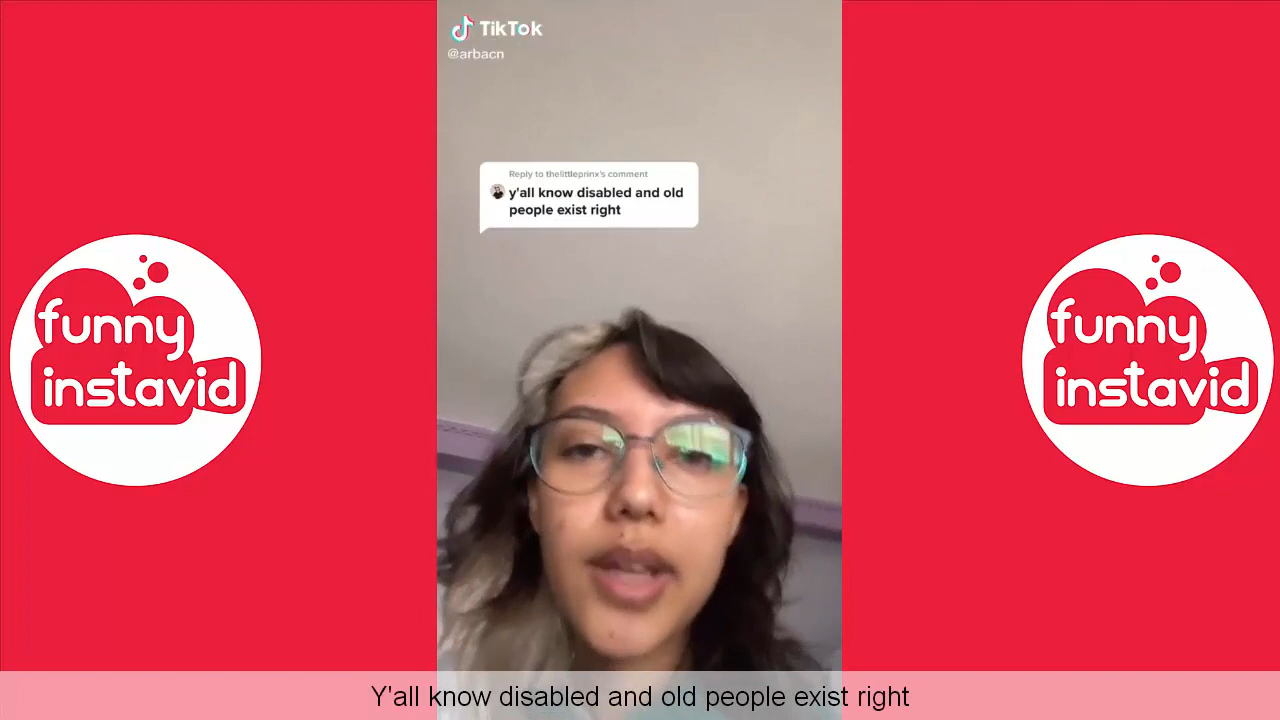 TikTok
@arbacn
Reply to thelittleprinx's comment
y'all know disabled and old
people exist right
funny
instavid
funny
instavid
Y'all know disabled and old people exist right